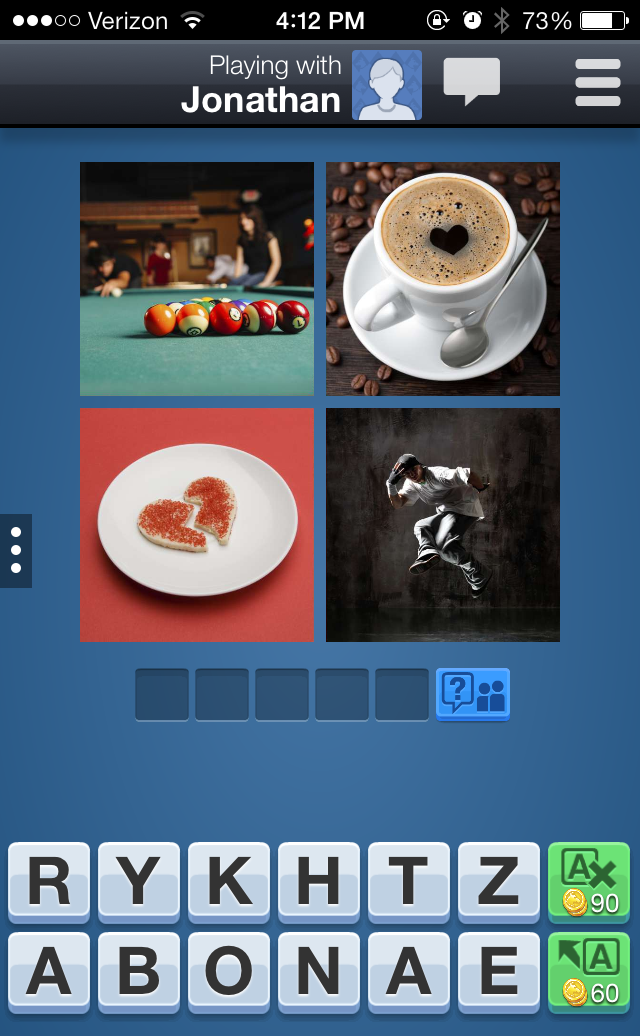 Verizon 4:12 PM 73%
Playing with
Jonathan
?
R Y K H T Z A 90
A B O N A E A 60